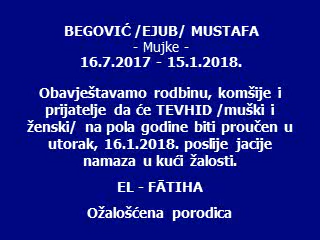 BEGOVIĆ /EJUB/ MUSTAFA
- Mujke -
16.7.2017 - 15.1.2018.
Obavještavamo rodbinu, komšije i
prijatelje da će TEVHID /muški i
ženski/ na pola godine biti proučen u
utorak, 16.1.2018. poslije jacije
namaza u kući žalosti.
EL - FĀTIHA
Ožalošćena porodica